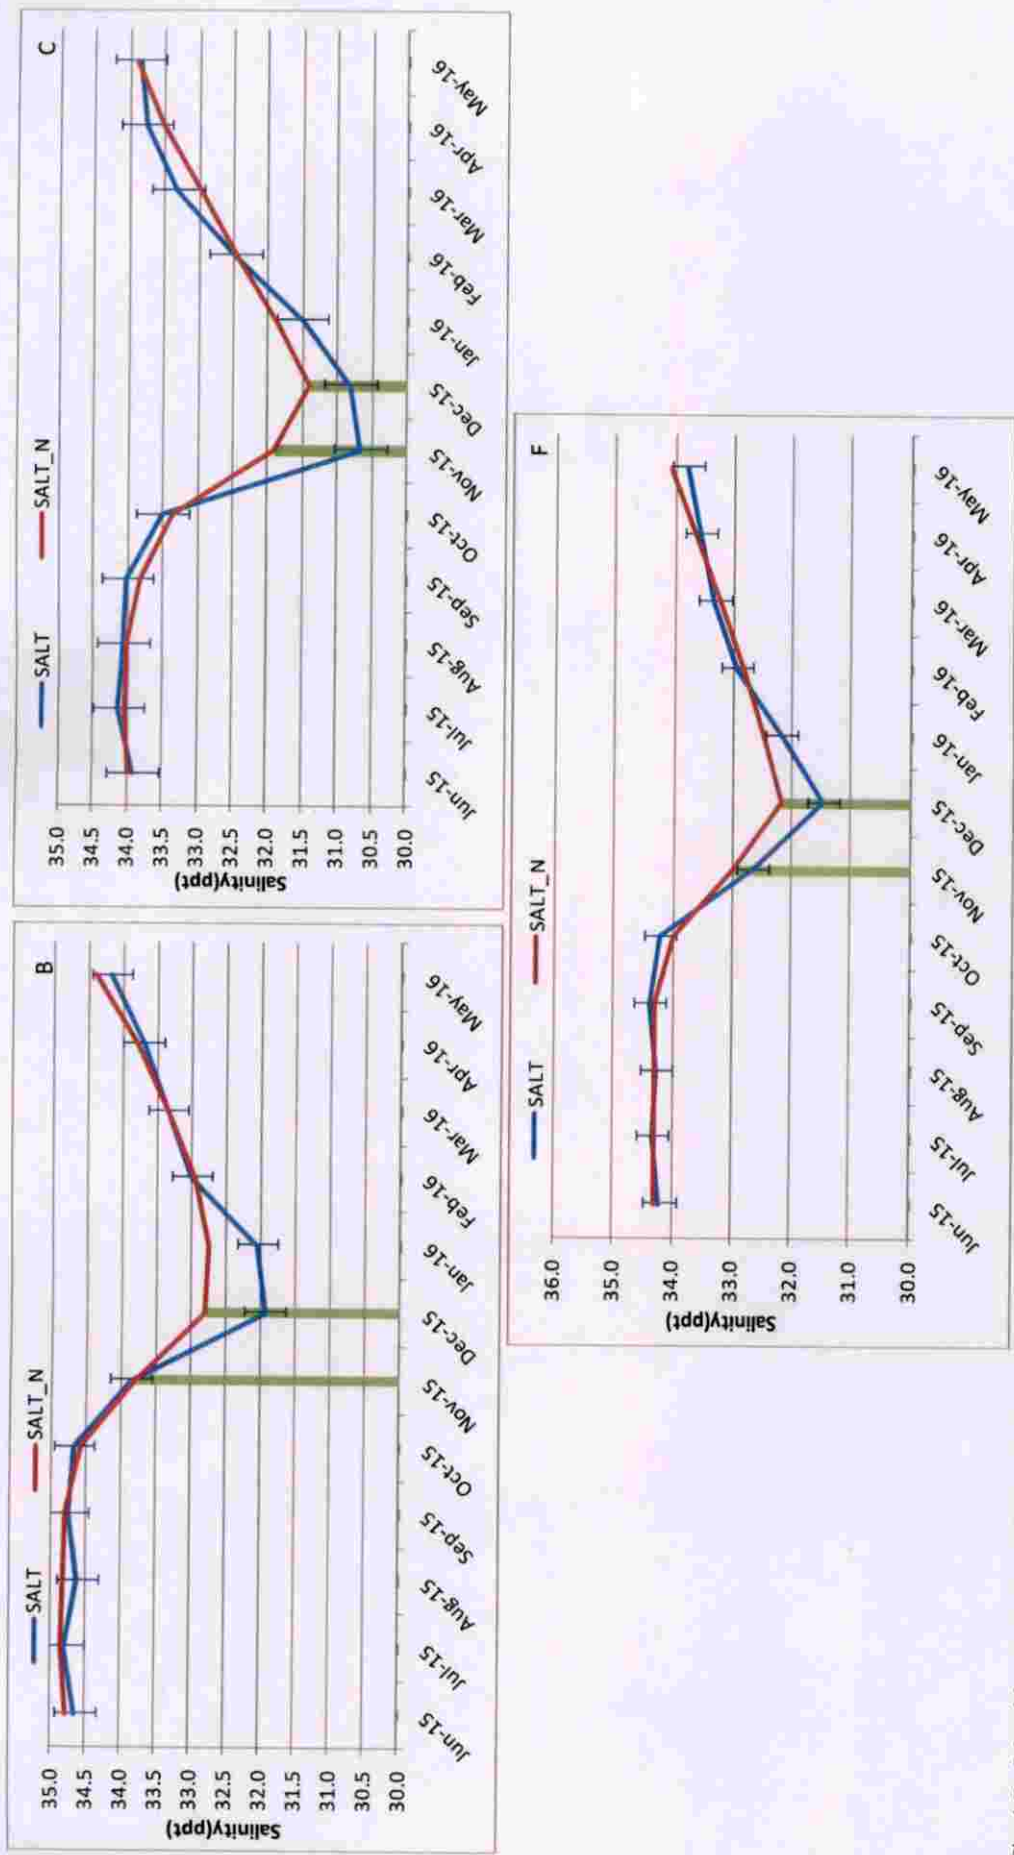 B
SALT SALT_N
35.0
34.5
34.0
33.5
33.0
32.5
32.0
31.5
31.0
30.5
30.0
Salinity(ppt)
Jun-15 Jul-15 Aug-15 Sep-15 Oct-15 Nov-15 Dec-15 Jan-16 Feb-16 Mar-16 Apr-16 May-16
C
SALT SALT_N
35.0
34.5
34.0
33.5
33.0
32.5
32.0
31.5
31.0
30.5
30.0
Salinity(ppt)
Jun-15 Jul-15 Aug-15 Sep-15 Oct-15 Nov-15 Dec-15 Jan-16 Feb-16 Mar-16 Apr-16 May-16
SALT SALT_N
F
36.0
35.0
34.0
33.0
32.0
31.0
30.0
Salinity(ppt)
Jun-15 Jul-15 Aug-15 Sep-15 Oct-15 Nov-15 Dec-15 Jan-16 Feb-16 Mar-16 Apr-16 May-16